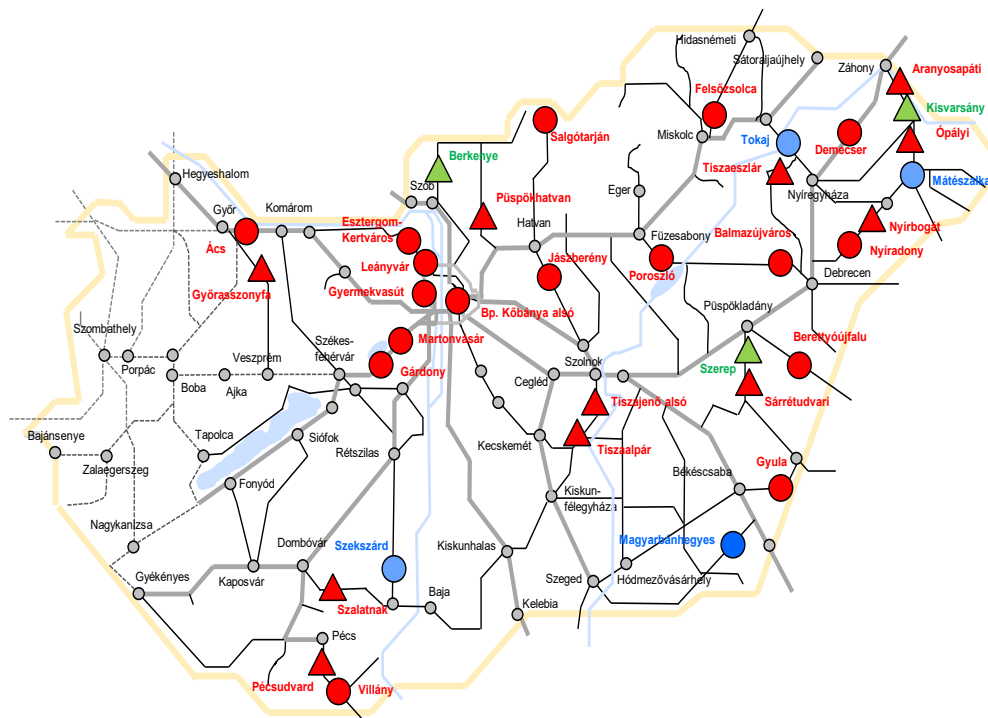 Hidasnémeti
Sátoraljaújhely
Záhony
Aranyosapáti
Felsőzsolca
Kisvarsány
Salgótarján
Miskolc
Tokaj
Demecser
Ópályi
Berkenye
Tiszaeszlár
Hegyeshalom
Szob
Püspökhatvan
Eger
Nyíregyháza
Mátészalka
Győr
Komárom
Esztergom-
Kertváros
Hatvan
Füzesabony
Balmazújváros
Nyírbogát
Ács
Leányvár
Jászberény
Poroszló
Nyíradony
Győrasszonyfa
Gyermekvasút
Debrecen
Bp. Kőbánya alsó
Püspökladány
Szombathely
Székes-
fehérvár
Martonvásár
Berettyóújfalu
Porpác
Veszprém
Szolnok
Gárdony
Szerep
Boba
Ajka
Cegléd
Tiszajenő alsó
Sárrétudvari
Bajánsenye
Tapolca
Siófok
Kecskemét
Tiszaalpár
Zalaegerszeg
Rétszilas
Gyula
Fonyód
Békéscsaba
Kiskun-
félegyháza
Nagykanizsa
Dombóvár
Szekszárd
Kiskunhalas
Magyarbánhegyes
Gyékényes
Kaposvár
Szeged
Hódmezővásárhely
Szalatnak
Baja
Kelebia
Pécs
Pécsudvard
Villány